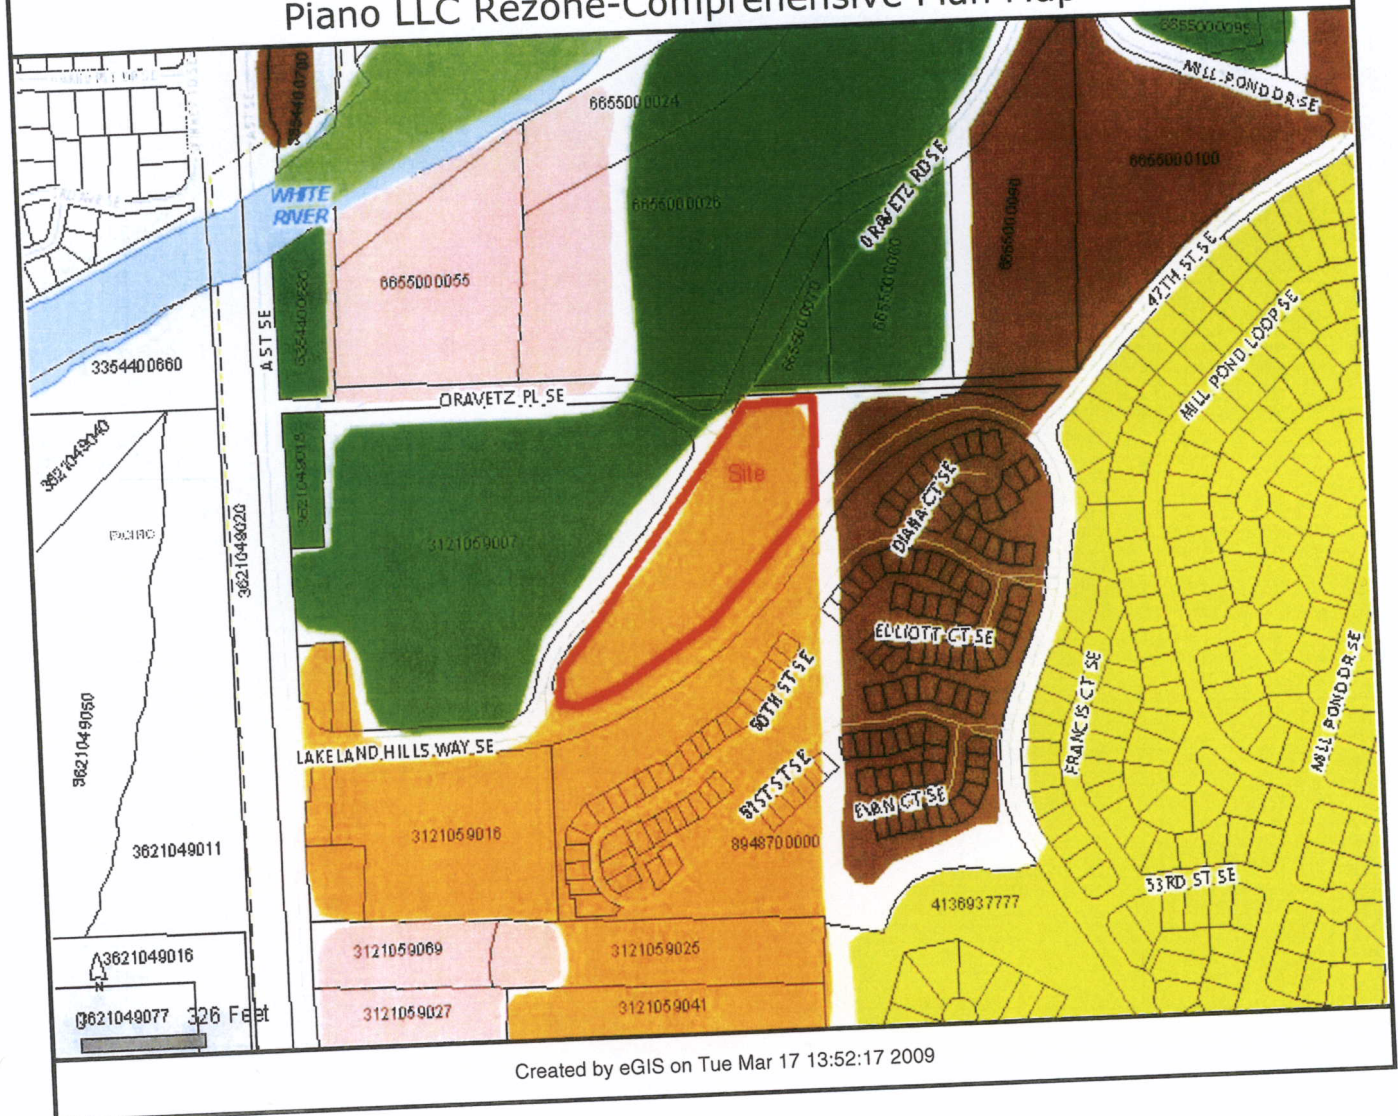 Piano LLC Rezone-Comprehensive Plan Map
6655000095
MILL POND DR SE
6655000024
6655000100
WHITE
RIVER
6655000026
ORAVETZ RD SE
6655000055
47TH ST SE
MILL POND LOOP SE
A ST SE
3354400660
ORAVETZ PL SE
3621049040
Site
DIANA CT SE
3621049020
3121059007
ELLIOTT CT SE
50TH ST SE
FRANCIS CT SE
MILL POND DR SE
3621049050
LAKELAND HILLS WAY SE
51ST ST SE
EVAN CT SE
3121059016
8948700000
3621049011
53RD ST SE
4136937777
3621049016
N
3121059069
3121059025
3621049077
326 Feet
3121059027
3121059041
Created by eGIS on Tue Mar 17 13:52:17 2009